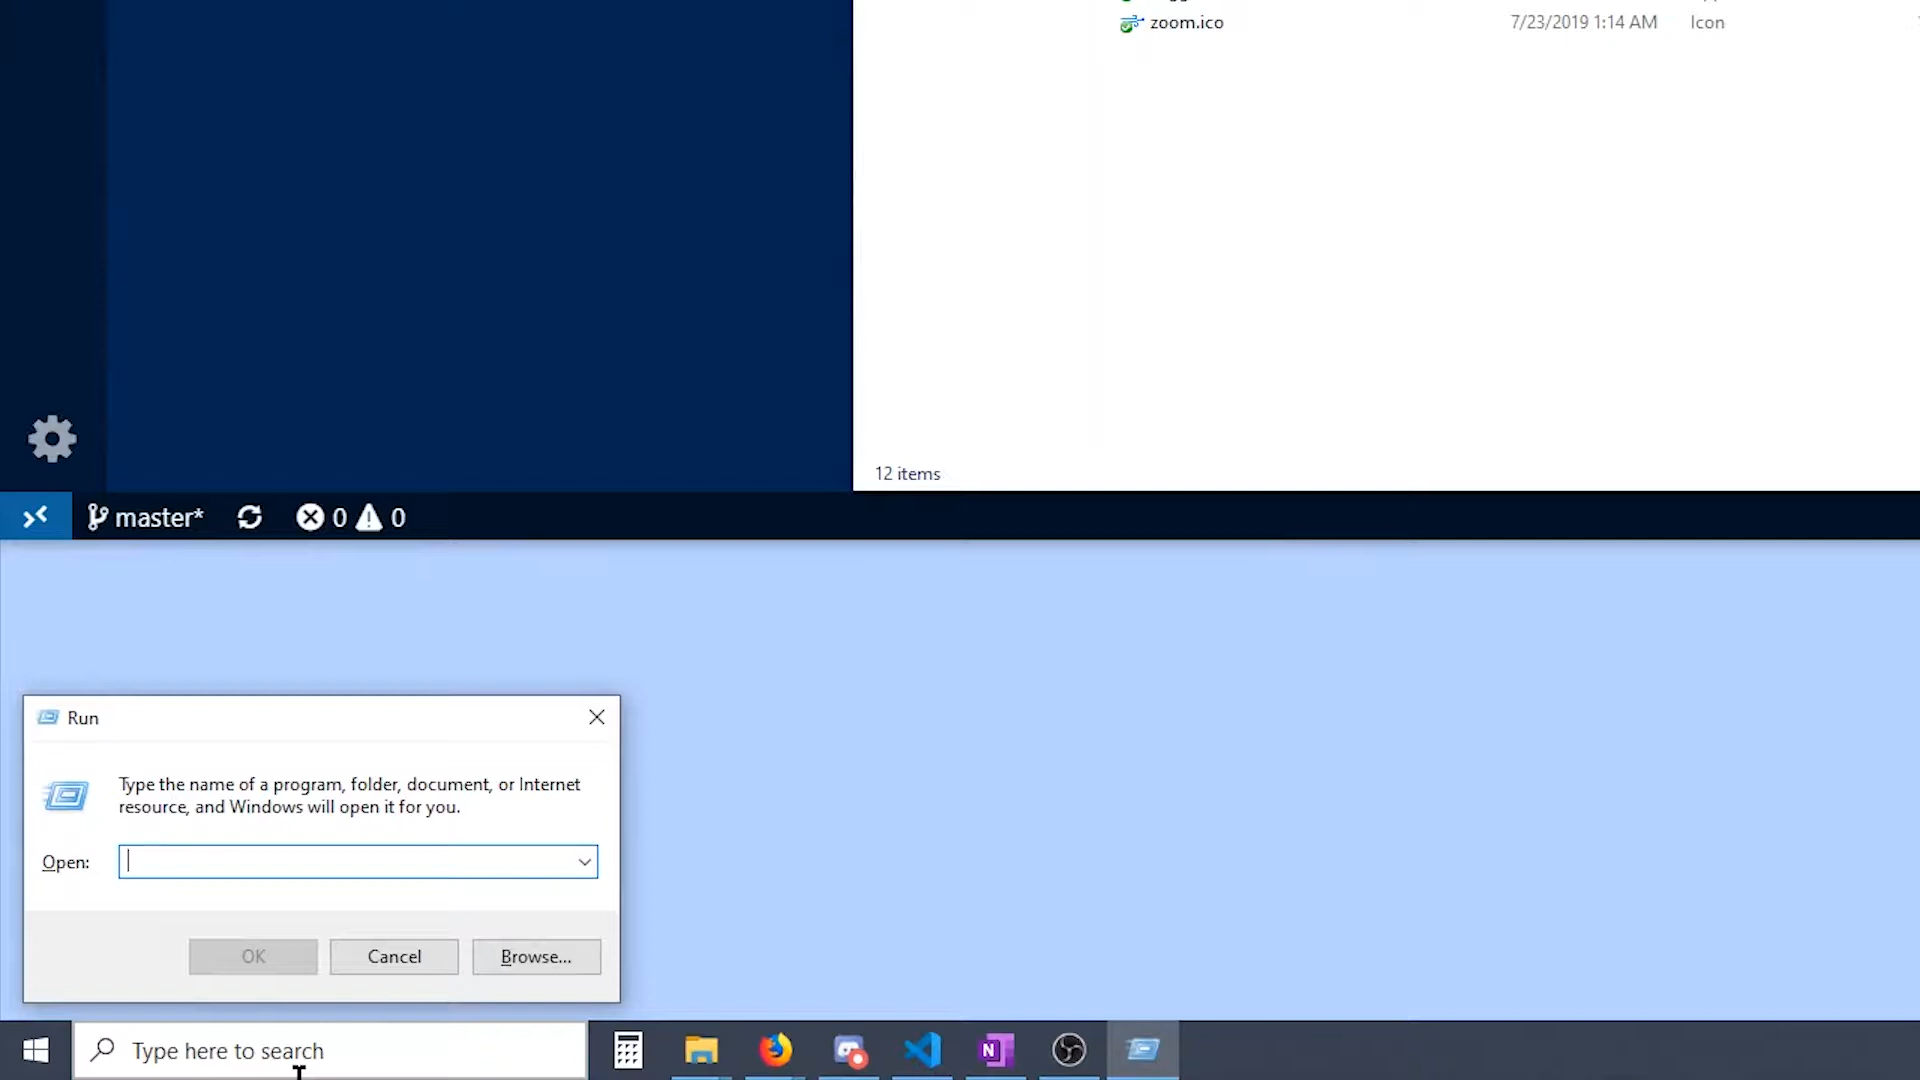 zoom.ico 7/23/2019 1:14 AM Icon
12 items
master* 0 0
Run
Type the name of a program, folder, document, or Internet
resource, and Windows will open it for you.
Open:
OK Cancel Browse...
Type here to search